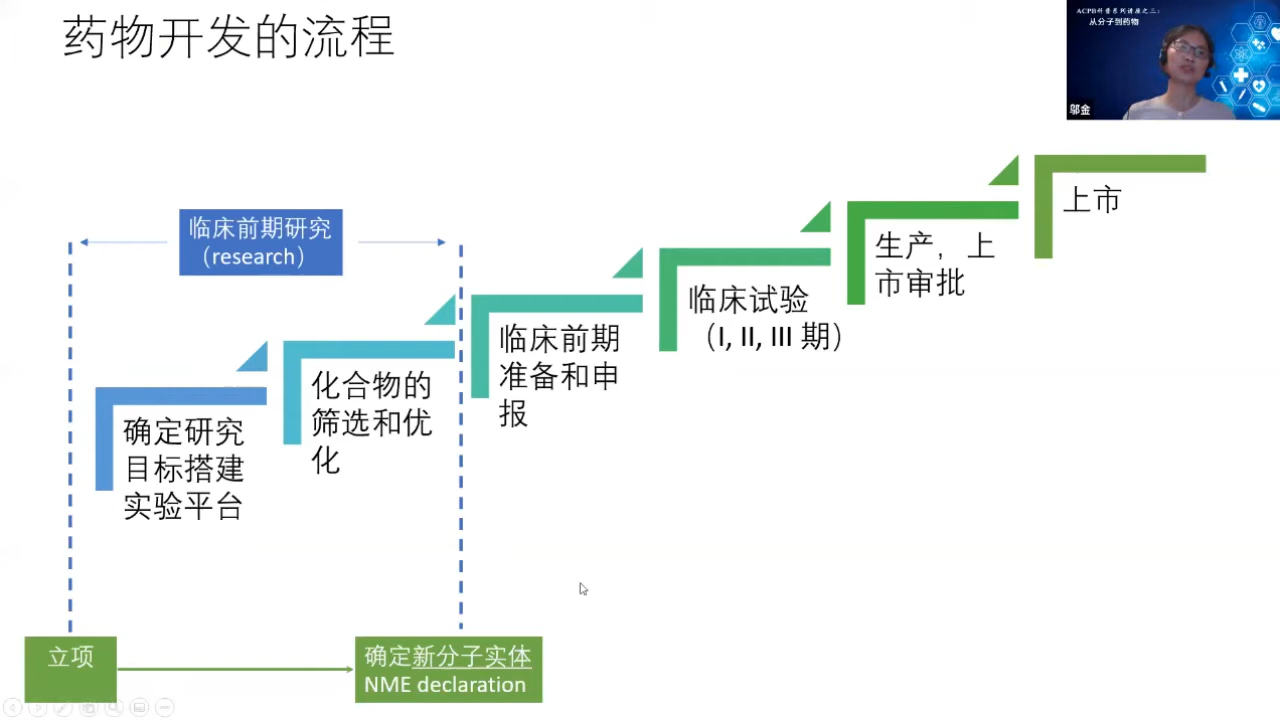 药物开发的流程
ACPB科普系列讲座之三：
从分子到药物
邬金
临床前期研究
（research）
上市
生产，上
市审批
临床试验
（I, II, III 期）
临床前期
准备和申
报
化合物的
筛选和优
化
确定研究
目标搭建
实验平台
立项
确定新分子实体
NME declaration